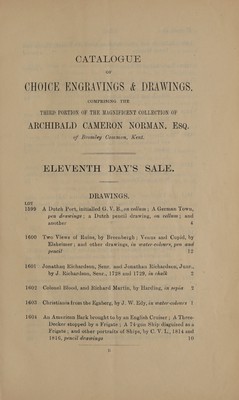 CATALOGUE
OF
CHOICE ENGRAVINGS & DRAWINGS,
COMPRISING THE
THIRD PORTION OF THE MAGNIFICENT COLLECTION OF
ARCHIBALD CAMERON NORMAN, ESQ.
of Bromley Common, Kent.
ELEVENTH DAY'S SALE.
DRAWINGS.
LOT
1599 A Dutch Port, initialled G. V. B., on vellum; A German Town,
pen drawings; a Dutch pencil drawing, on vellum; and
another 4
1600 Two Views of Ruins, by Breenbergh; Venus and Cupid, by
Elsheimer; and other drawings, in water-colours, pen and
pencil 12
1601 Jonathan Richardson, Senr. and Jonathan Richardson, Junr.,
by J. Richardson, Senr., 1728 and 1729, in chalk 2
1602 Colonel Blood, and Richard Martin, by Harding, in sepia 2
1603 Christiania from the Egeberg, by J. W. Edy, in water-colours 1
1604 An American Bark brought to by an English Cruiser; A Three-
Decker stopped by a Frigate; A 74-gun Ship disguised as a
Frigate; and other portraits of Ships, by C. V. L., 1814 and
1816, pencil drawings 16